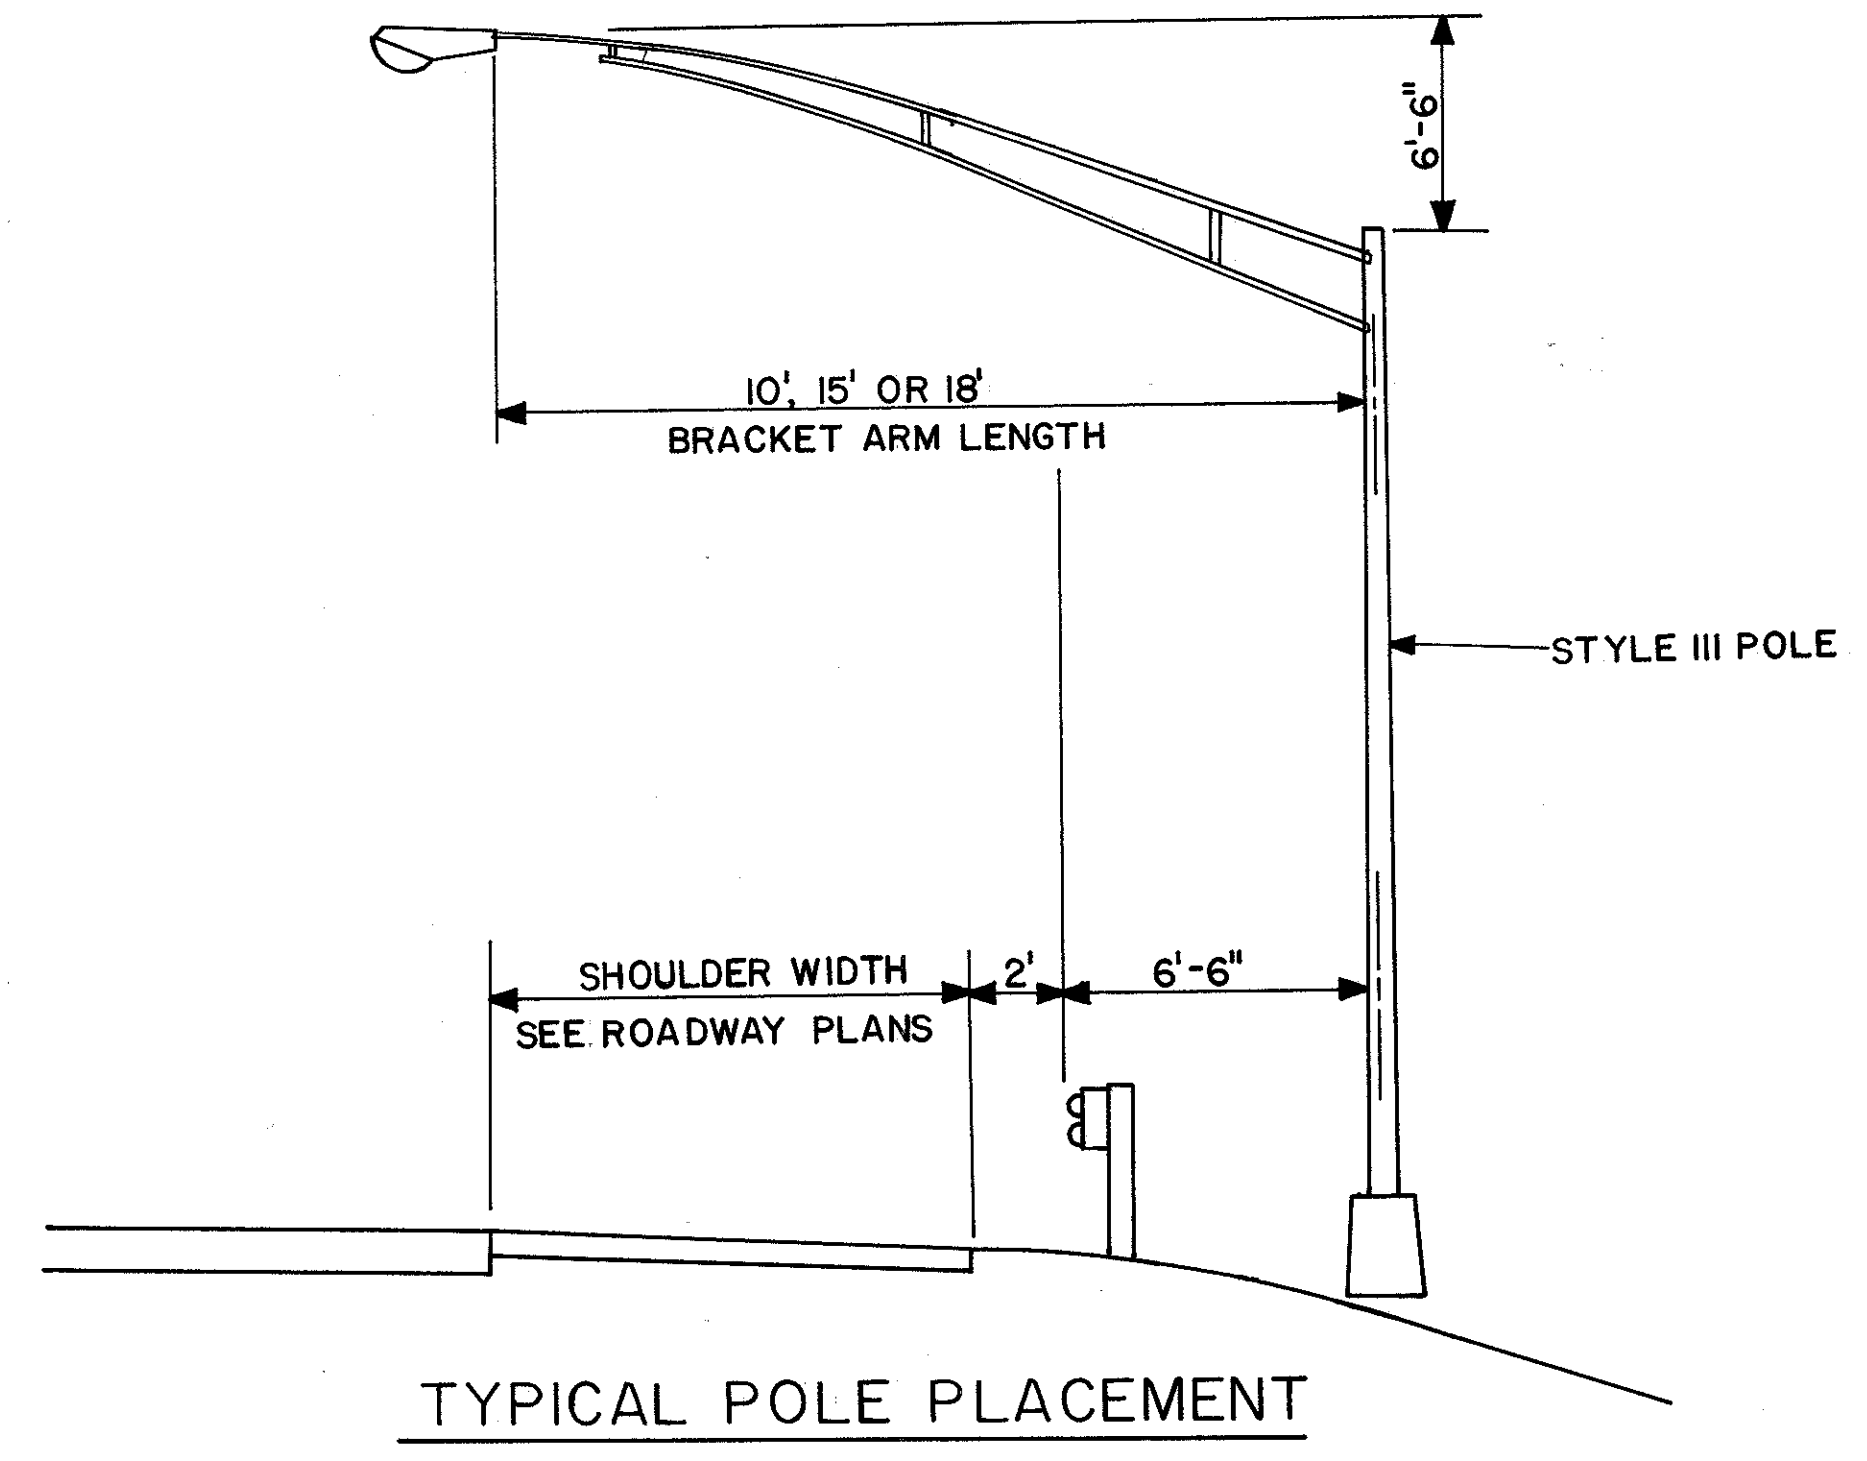 6'-6"
10', 15' OR 18'
BRACKET ARM LENGTH
STYLE III POLE
SHOULDER WIDTH
2'
6'-6"
SEE ROADWAY PLANS
TYPICAL POLE PLACEMENT